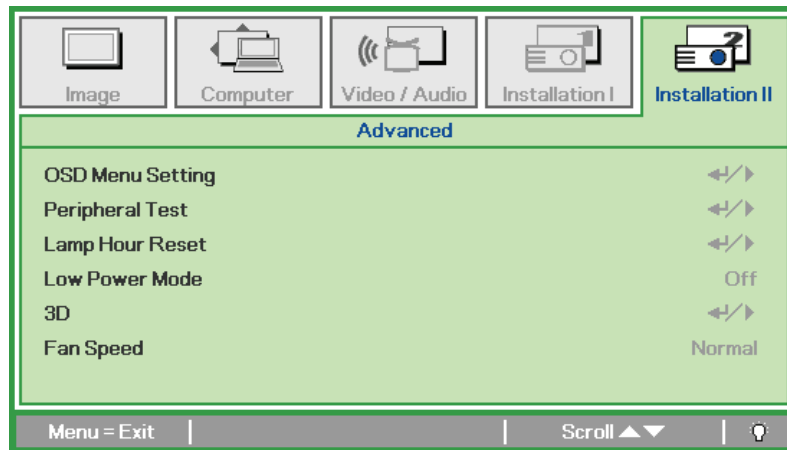 Image Computer Video / Audio Installation I Installation II
Advanced
OSD Menu Setting
Peripheral Test
Lamp Hour Reset
Low Power Mode Off
3D
Fan Speed Normal
Menu = Exit Scroll